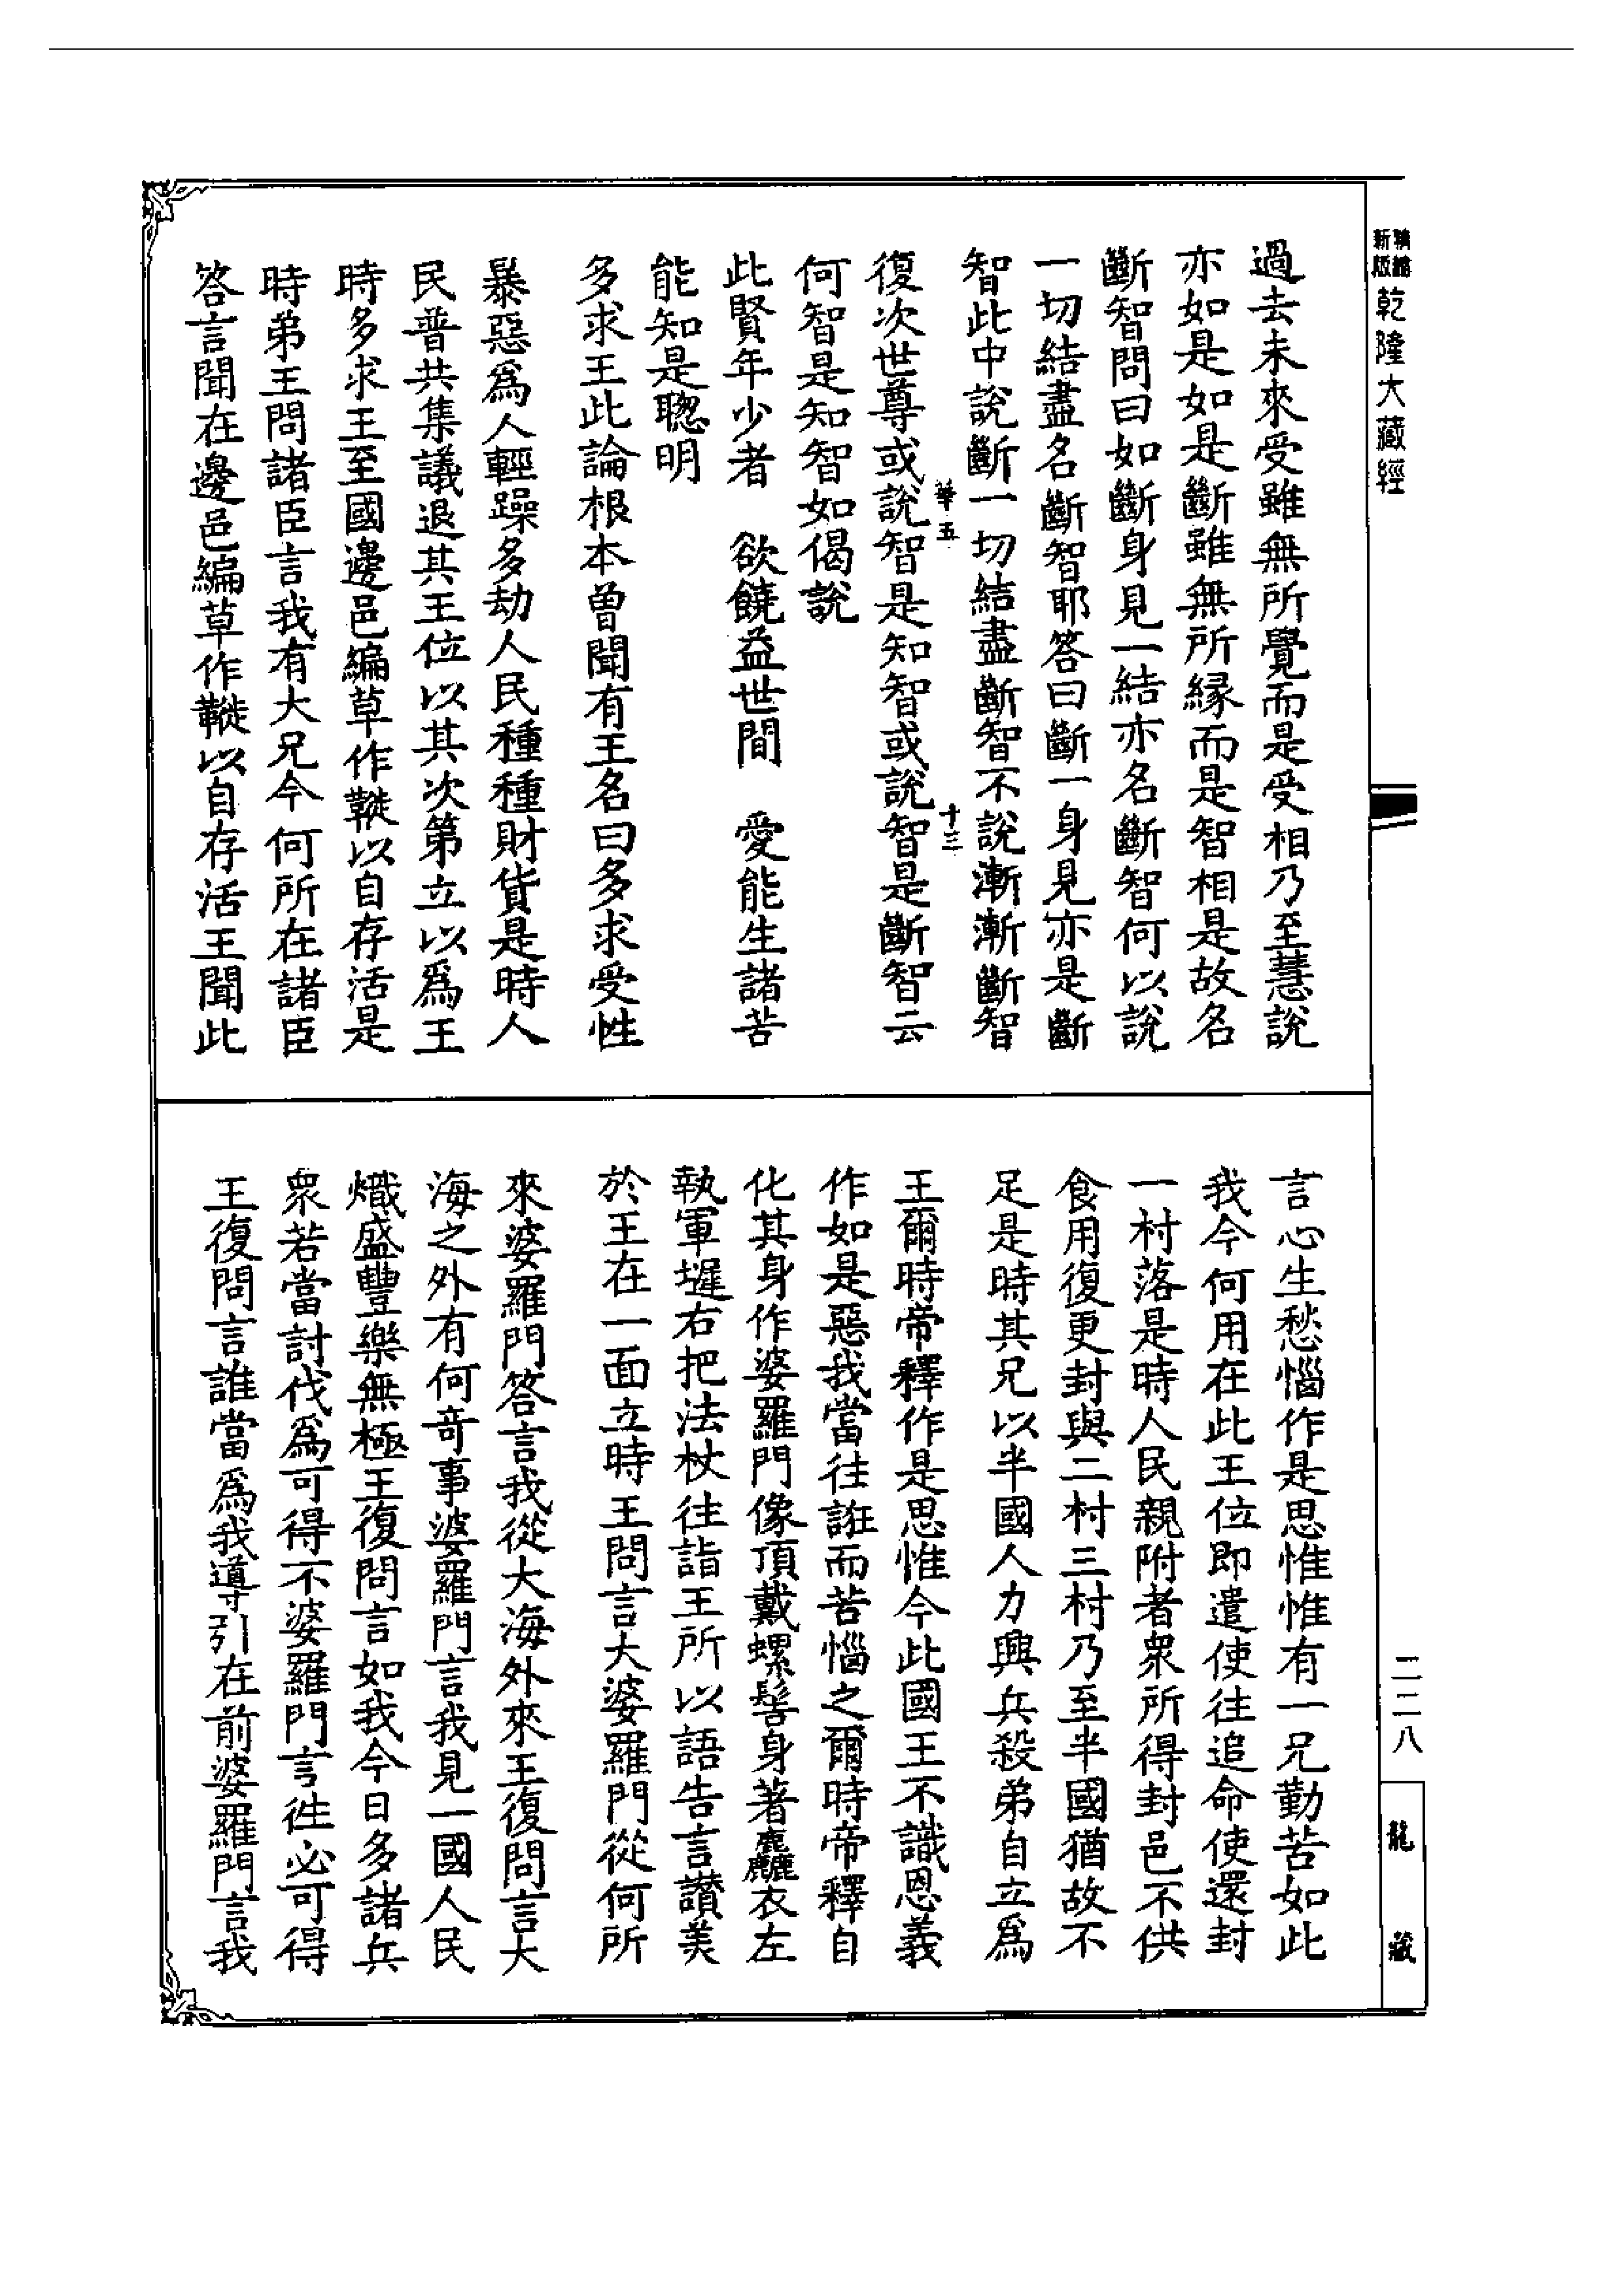 新版精縮乾隆大藏經
過去未來受雖無所覺而是受相乃至慧說
亦如是如是斷雖無所緣而是智相是故名
斷智問曰如斷身見一結亦名斷智何以說
一切結盡名斷智耶答曰斷一身見亦是斷
智此中說斷一切結盡斷智不說漸漸斷智
華五
十三
復次世尊或說智是知智或說智是斷智云
何智是知智如偈說
此賢年少者　欲饒益世間　愛能生諸苦
能知是聰明
多求王此論根本曾聞有王名曰多求受性
暴惡為人輕躁多劫人民種種財貨是時人
民普共集議退其王位以其次第立以為王
時多求王至國邊邑編草作鞾以自存活是
時弟王問諸臣言我有大兄今何所在諸臣
答言聞在邊邑編草作鞾以自存活王聞此
言心生愁惱作是思惟惟有一兄勤苦如此
我今何用在此王位即遣使往追命使還封
一村落是時人民親附者衆所得封邑不供
食用復更封與二村三村乃至半國猶故不
足是時其兄以半國人力興兵殺弟自立為
王爾時帝釋作是思惟今此國王不識恩義
作如是惡我當往誑而苦惱之爾時帝釋自
化其身作婆羅門像頂戴螺髻身著麤衣左
執軍墀右把法杖往詣王所以語告言讚美
於王在一面立時王問言大婆羅門從何所
來婆羅門答言我從大海外來王復問言大
海之外有何奇事婆羅門言我見一國人民
熾盛豐樂無極王復問言如我今日多諸兵
衆若當討伐為可得不婆羅門言往必可得
王復問言誰當為我導引在前婆羅門言我
二二八
龍藏